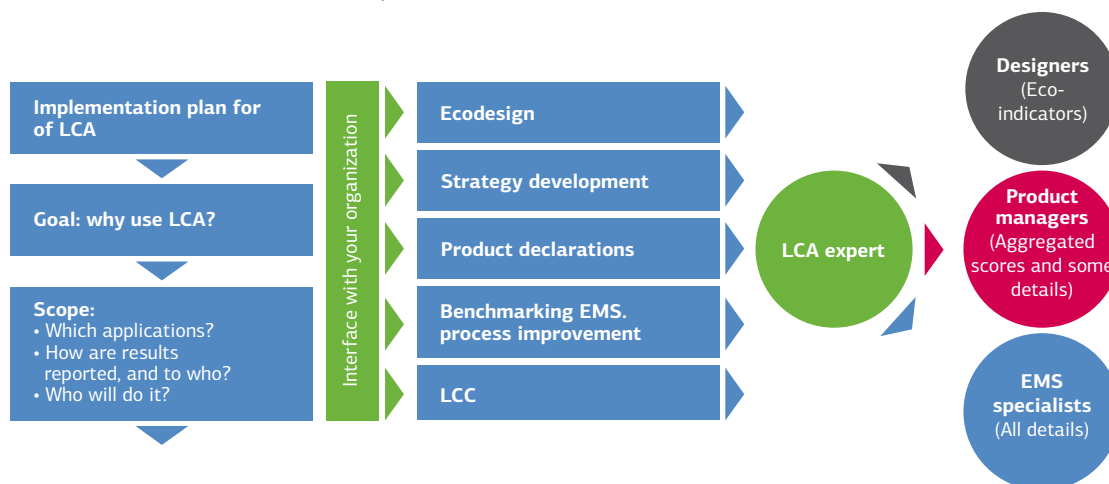 Implementation plan for
of LCA
Goal: why use LCA?
Scope:
• Which applications?
• How are results
reported, and to who?
• Who will do it?
Interface with your organization
Ecodesign
Strategy development
Product declarations
Benchmarking EMS.
process improvement
LCC
LCA expert
Designers
(Eco-
indicators)
Product
managers
(Aggregated
scores and some
details)
EMS
specialists
(All details)